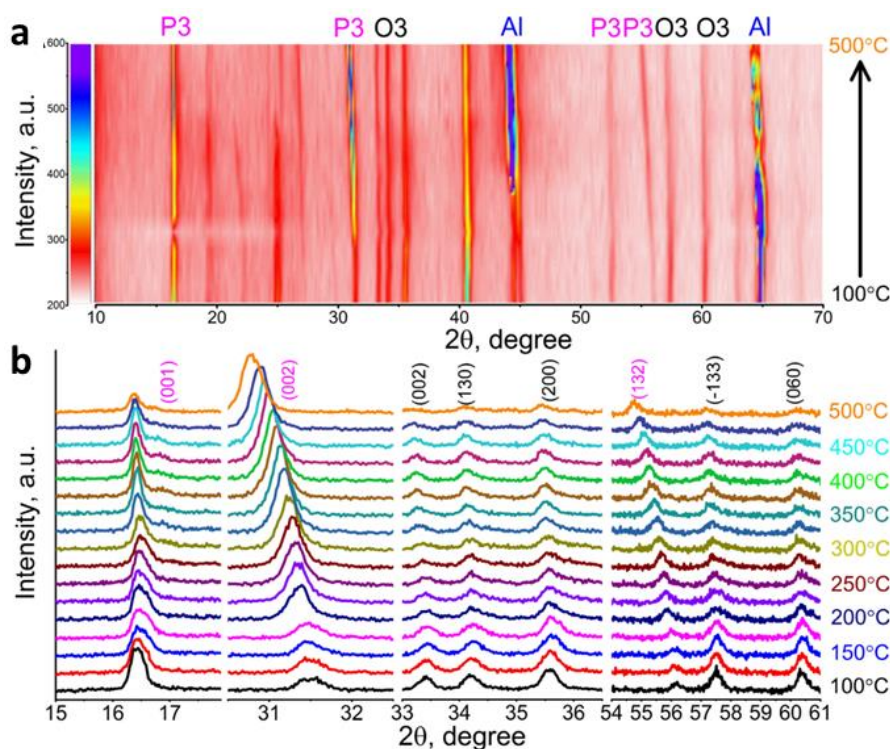 a
P3 P3 O3 Al P3 P3 O3 O3 Al
600
500
400
300
200
Intensity, a.u.
500°C
100°C
10 20 30 40 50 60 70
2θ, degree
b
(001) (002) (002) (130) (200) (132) (-133) (060)
Intensity, a.u.
500°C
450°C
400°C
350°C
300°C
250°C
200°C
150°C
100°C
15 16 17 31 32 33 34 35 36 54 55 56 57 58 59 60 61
2θ, degree